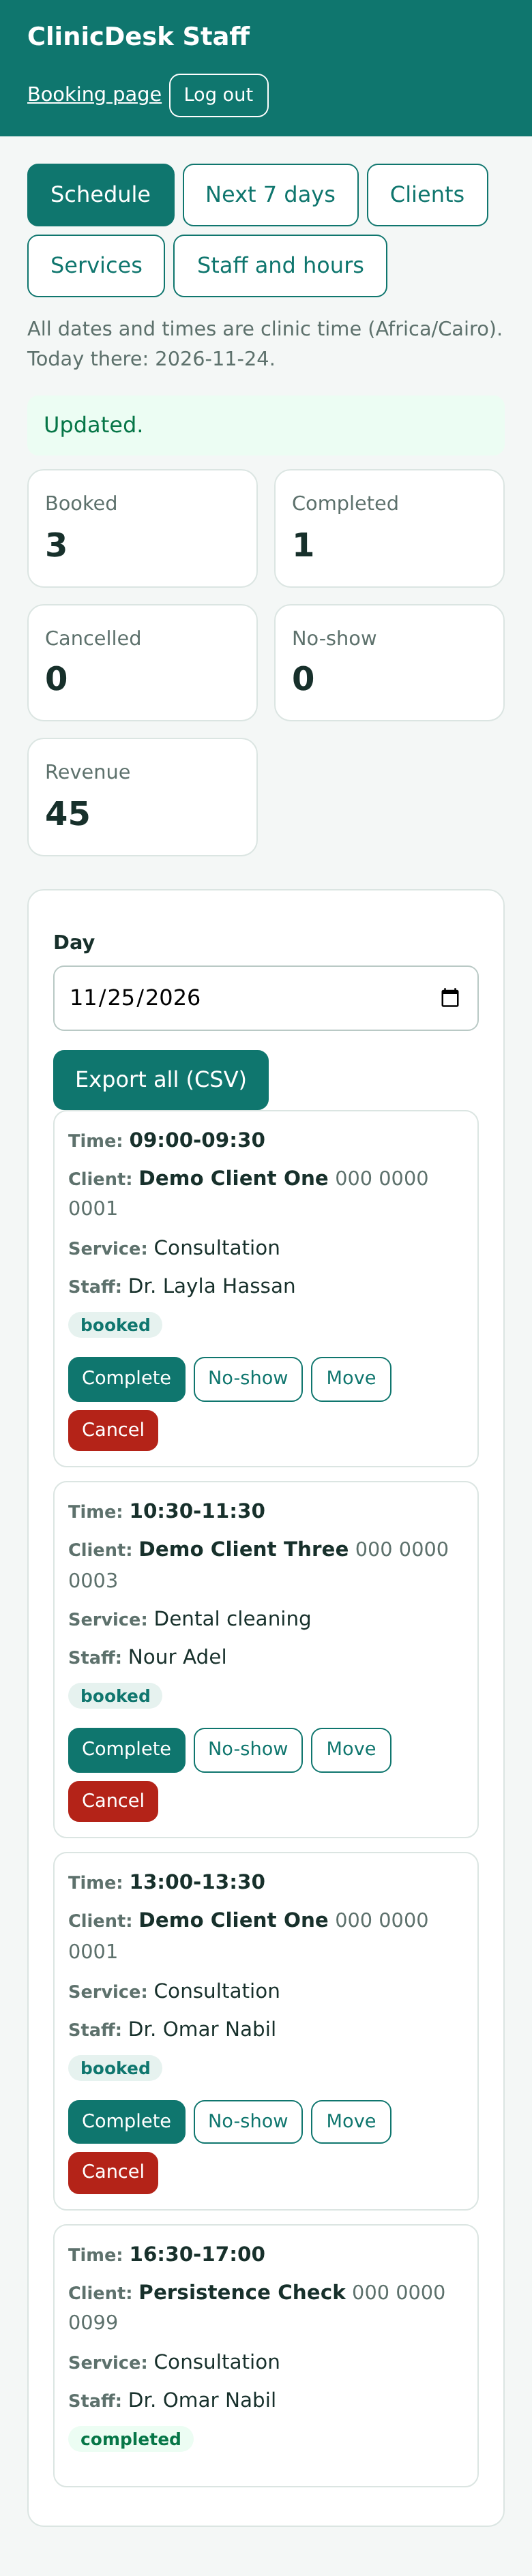 ClinicDesk Staff
Booking page Log out
Schedule Next 7 days Clients
Services Staff and hours
All dates and times are clinic time (Africa/Cairo).
Today there: 2026-11-24.
Updated.
Booked Completed
3 1
Cancelled No-show
0 0
Revenue
45
Day
11/25/2026
Export all (CSV)
Time: 09:00-09:30
Client: Demo Client One 000 0000
0001
Service: Consultation
Staff: Dr. Layla Hassan
booked
Complete No-show Move
Cancel
Time: 10:30-11:30
Client: Demo Client Three 000 0000
0003
Service: Dental cleaning
Staff: Nour Adel
booked
Complete No-show Move
Cancel
Time: 13:00-13:30
Client: Demo Client One 000 0000
0001
Service: Consultation
Staff: Dr. Omar Nabil
booked
Complete No-show Move
Cancel
Time: 16:30-17:00
Client: Persistence Check 000 0000
0099
Service: Consultation
Staff: Dr. Omar Nabil
completed